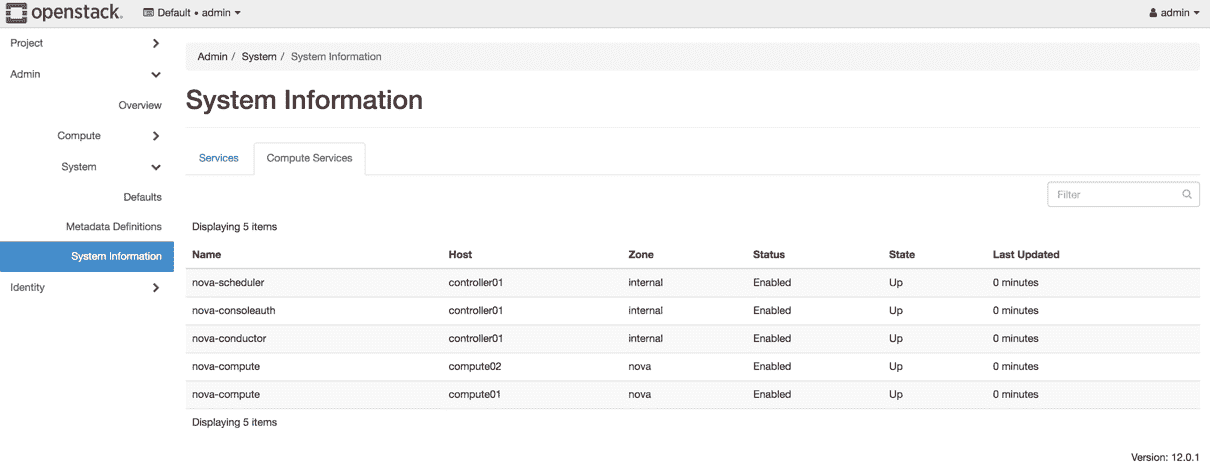 openstack. Default • admin admin
Project
Admin
Overview
Compute
System
Defaults
Metadata Definitions
System Information
Identity
Admin / System / System Information
System Information
Services Compute Services
Filter
Displaying 5 items
Name Host Zone Status State Last Updated
nova-scheduler controller01 internal Enabled Up 0 minutes
nova-consoleauth controller01 internal Enabled Up 0 minutes
nova-conductor controller01 internal Enabled Up 0 minutes
nova-compute compute02 nova Enabled Up 0 minutes
nova-compute compute01 nova Enabled Up 0 minutes
Displaying 5 items
Version: 12.0.1